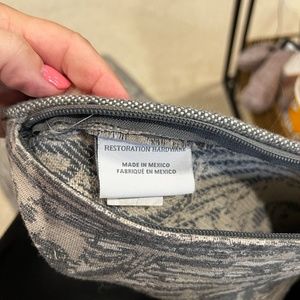 RESTORATION HARDWARE
MADE IN MEXICO
FABRIQUÉ EN MEXICO